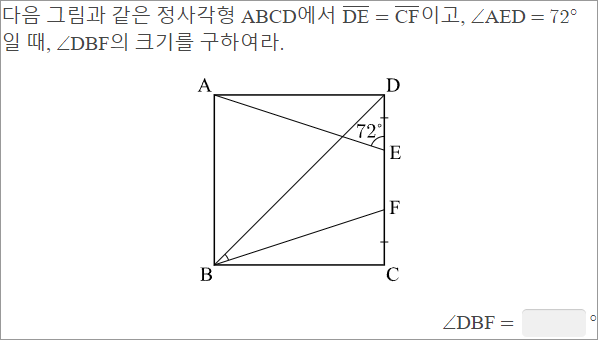 다음 그림과 같은 정사각형 ABCD에서 DE = CF이고, ∠AED = 72°
일 때, ∠DBF의 크기를 구하여라.
A D
72°
E
F
B C
∠DBF = °